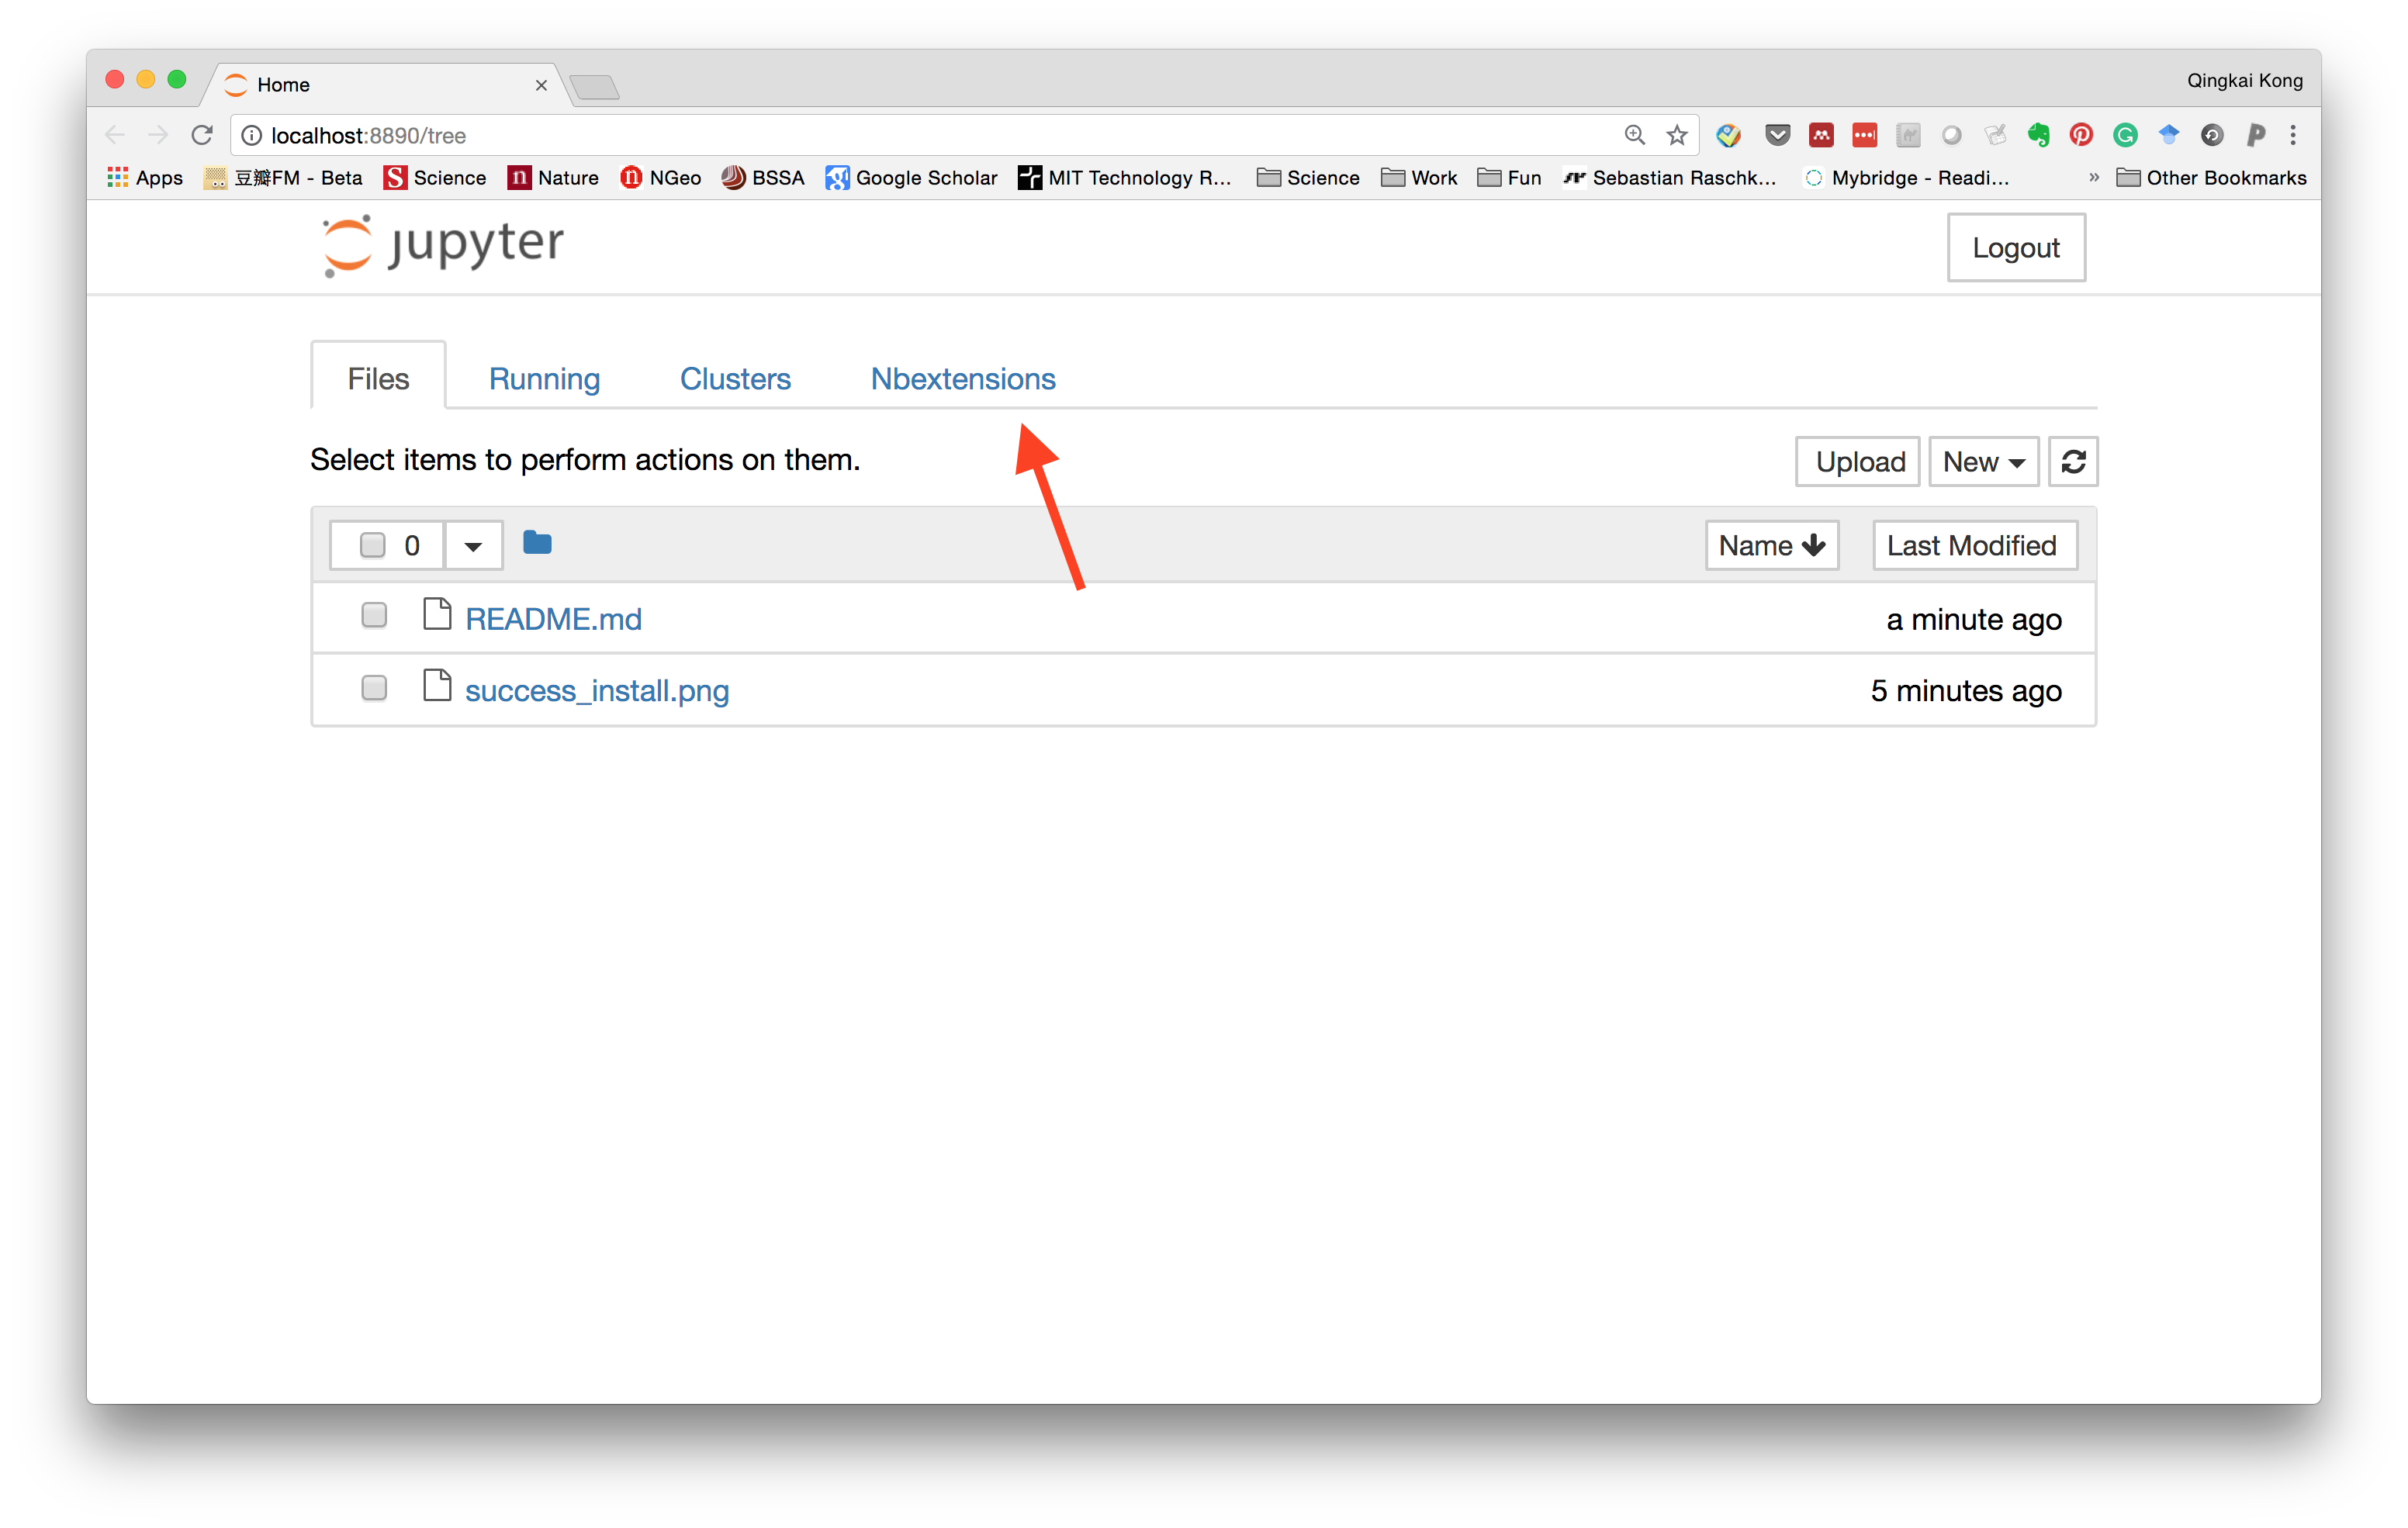 Home
Qingkai Kong
localhost:8890/tree
Apps 豆瓣FM - Beta Science Nature NGeo BSSA Google Scholar MIT Technology R... Science Work Fun Sebastian Raschk... Mybridge - Readi... » Other Bookmarks
jupyter
Logout
Files Running Clusters Nbextensions
Select items to perform actions on them.
Upload New
0 Name Last Modified
README.md a minute ago
success_install.png 5 minutes ago